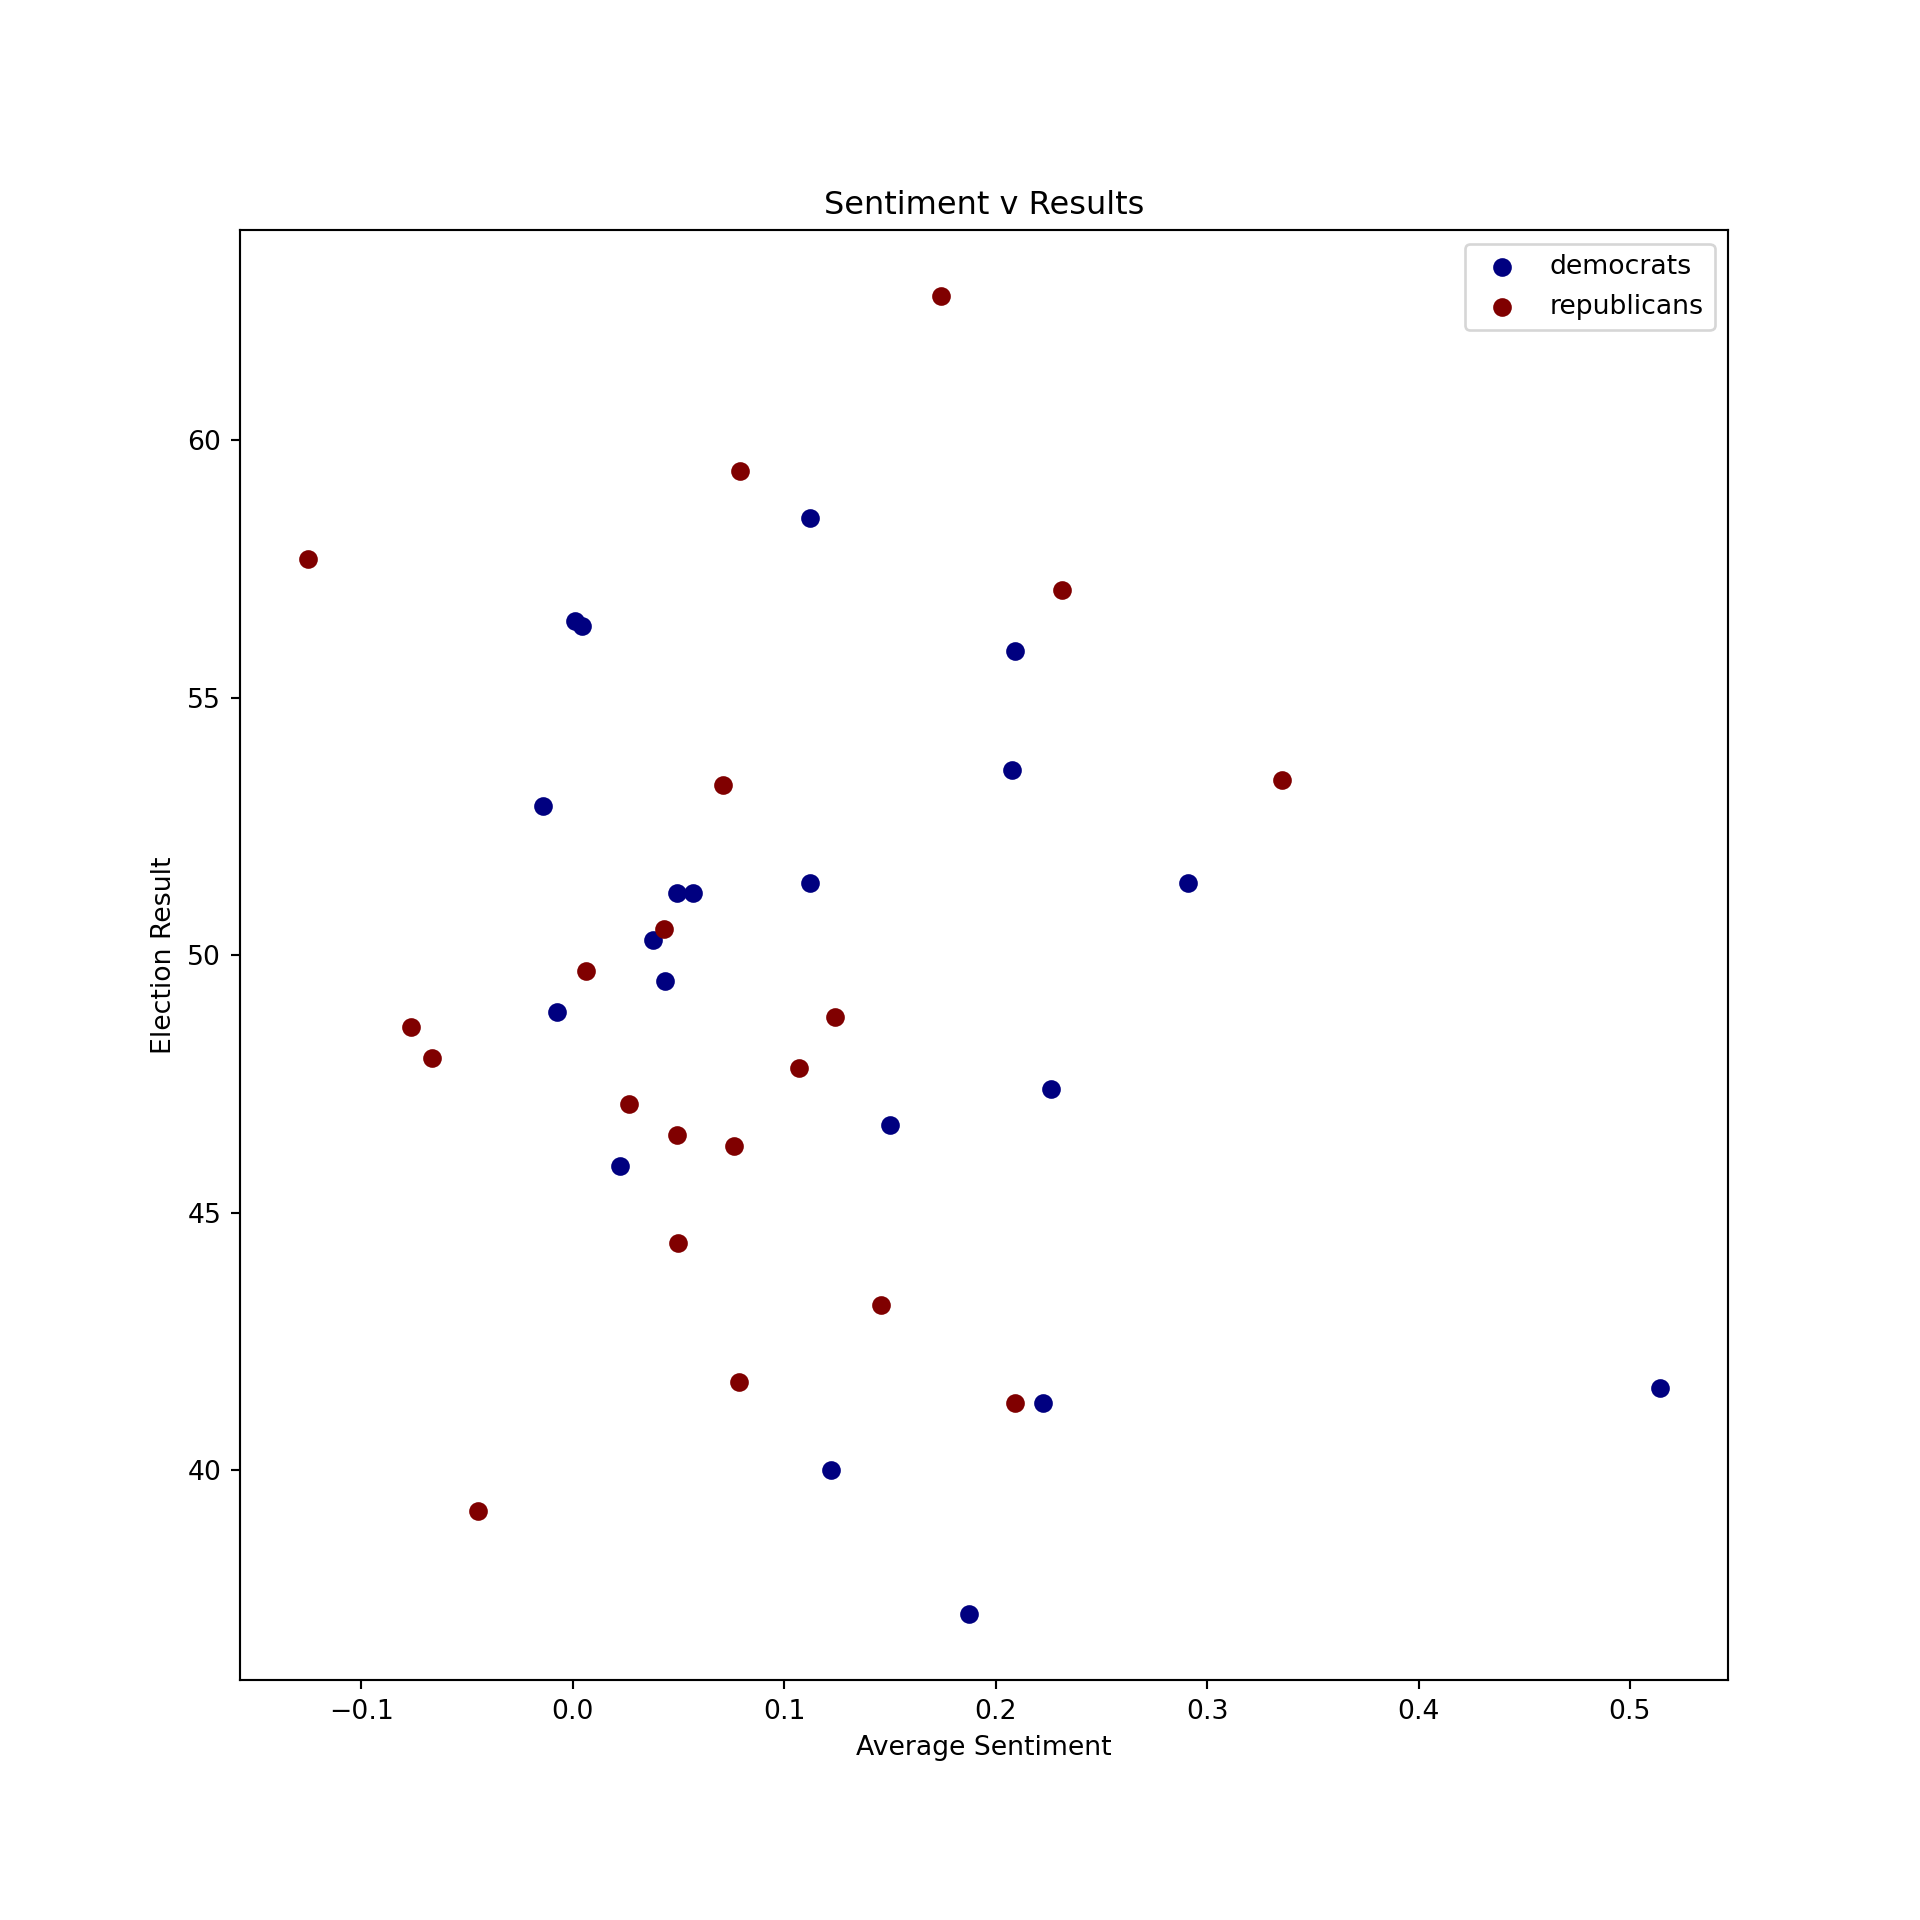 Sentiment v Results
democrats
republicans
60
55
50
45
40
Election Result
−0.1 0.0 0.1 0.2 0.3 0.4 0.5
Average Sentiment